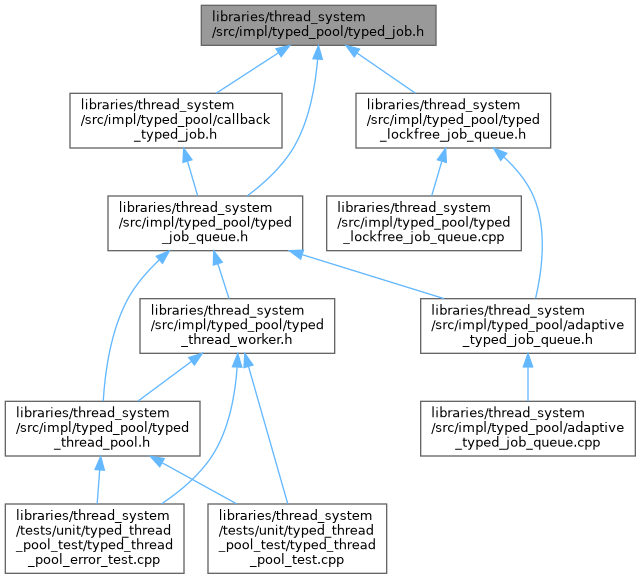 libraries/thread_system
/src/impl/typed_pool/typed_job.h
libraries/thread_system
/src/impl/typed_pool/callback
_typed_job.h
libraries/thread_system
/src/impl/typed_pool/typed
_lockfree_job_queue.h
libraries/thread_system
/src/impl/typed_pool/typed
_job_queue.h
libraries/thread_system
/src/impl/typed_pool/typed
_lockfree_job_queue.cpp
libraries/thread_system
/src/impl/typed_pool/typed
_thread_worker.h
libraries/thread_system
/src/impl/typed_pool/adaptive
_typed_job_queue.h
libraries/thread_system
/src/impl/typed_pool/typed
_thread_pool.h
libraries/thread_system
/src/impl/typed_pool/adaptive
_typed_job_queue.cpp
libraries/thread_system
/tests/unit/typed_thread
_pool_test/typed_thread
_pool_error_test.cpp
libraries/thread_system
/tests/unit/typed_thread
_pool_test/typed_thread
_pool_test.cpp